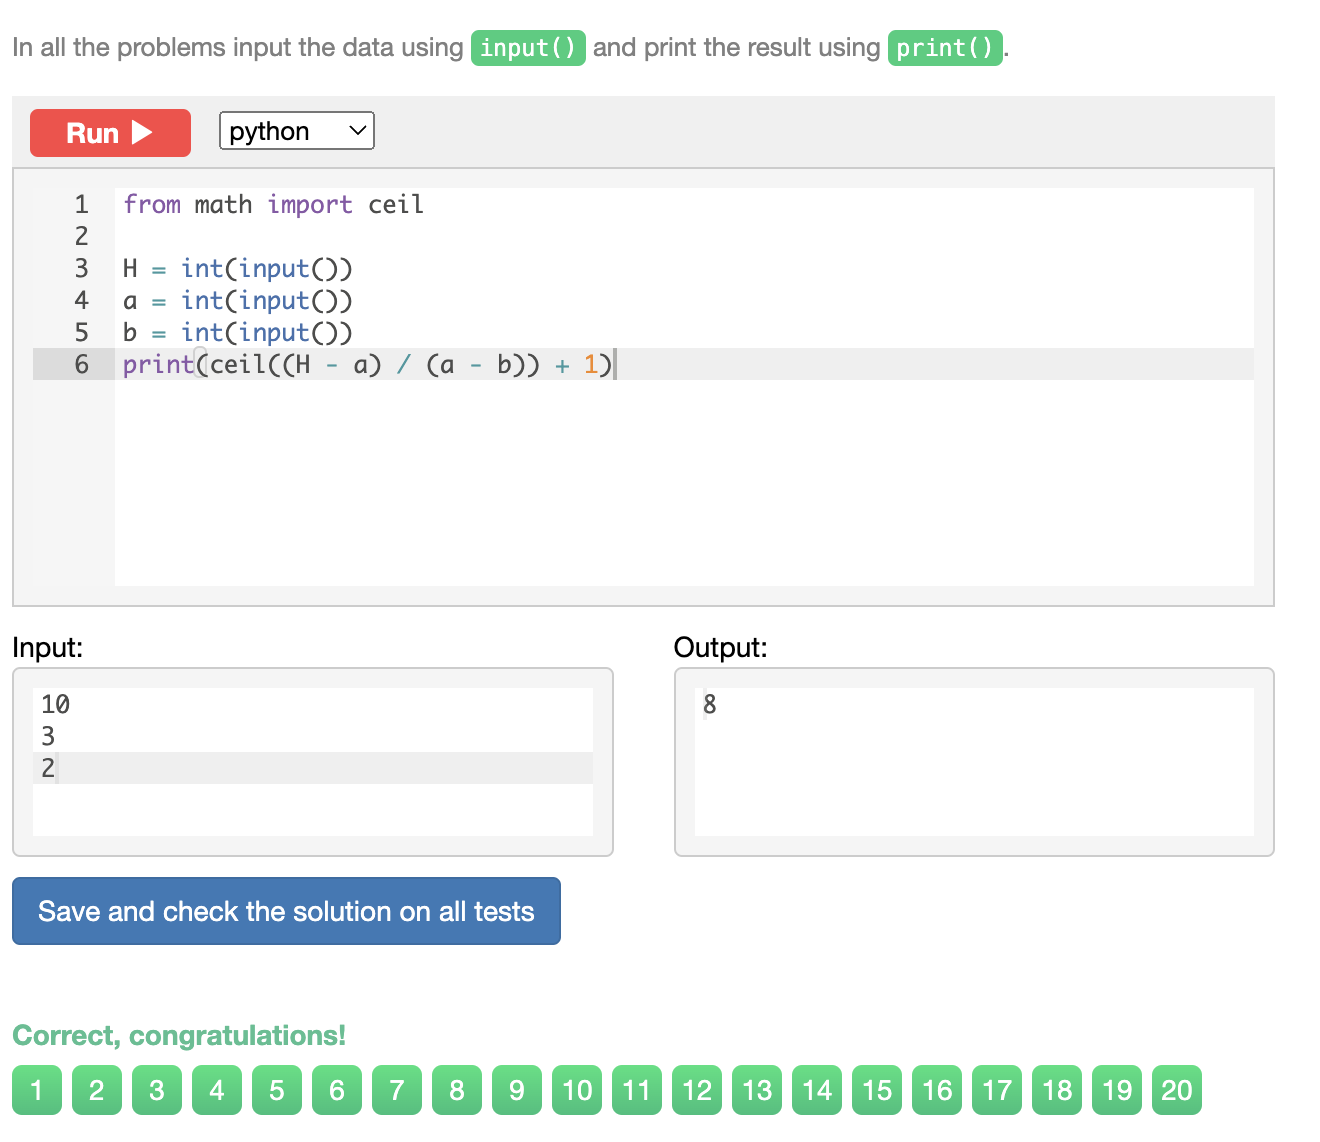 In all the problems input the data using input() and print the result using print().
Run ▶ python
1 from math import ceil
2
3 H = int(input())
4 a = int(input())
5 b = int(input())
6 print(ceil((H - a) / (a - b)) + 1)
Input:
10
3
2
Output:
8
Save and check the solution on all tests
Correct, congratulations!
1 2 3 4 5 6 7 8 9 10 11 12 13 14 15 16 17 18 19 20